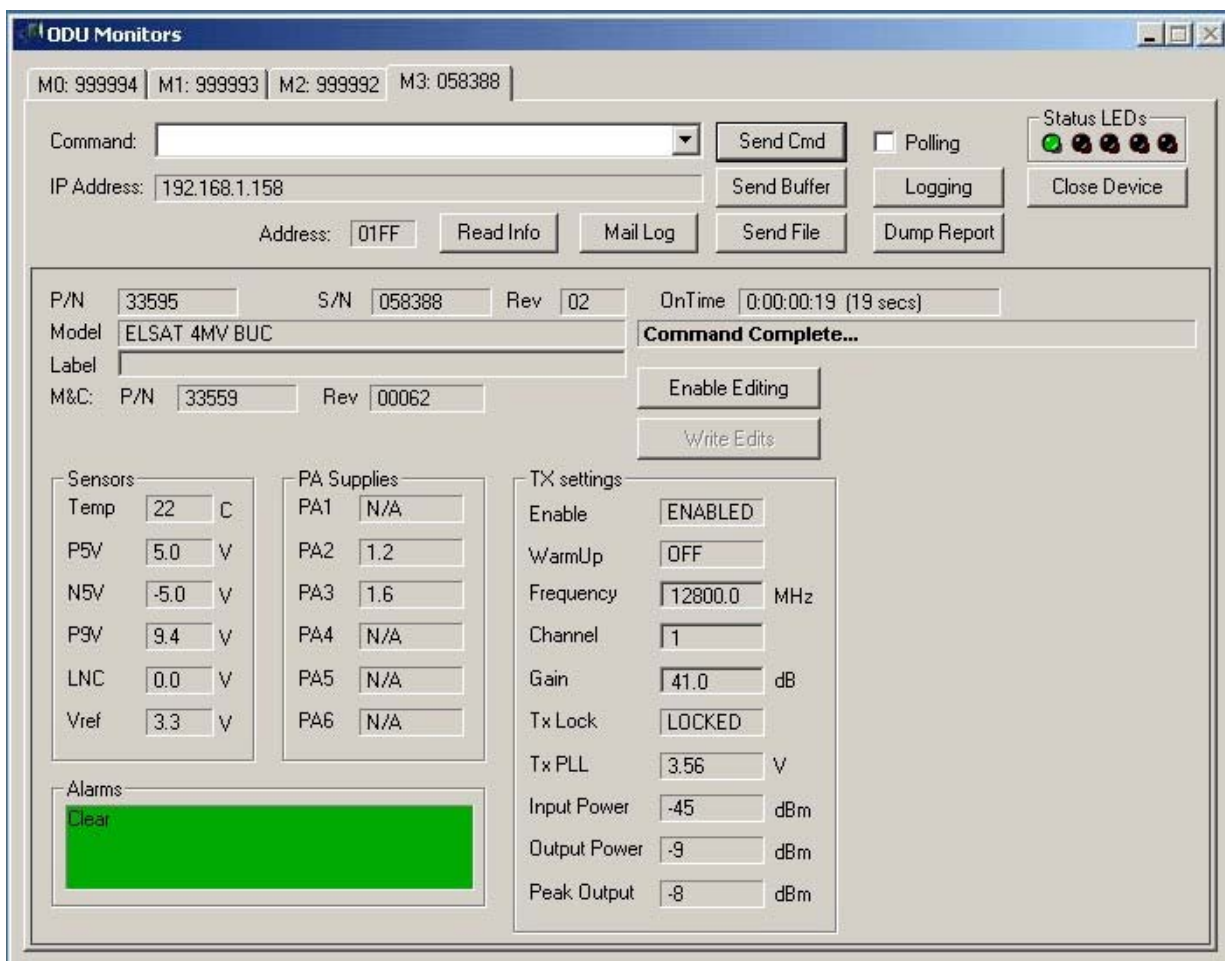 ODU Monitors
M0: 999994 M1: 999993 M2: 999992 M3: 058388
Status LEDs
Command: Send Cmd Polling
IP Address: 192.168.1.158 Send Buffer Logging Close Device
Address: 01FF Read Info Mail Log Send File Dump Report
P/N 33595 S/N 058388 Rev 02 OnTime 0:00:00:19 (19 secs)
Model ELSAT 4MV BUC Command Complete...
Label
M&C: P/N 33559 Rev 00062 Enable Editing
Write Edits
Sensors PA Supplies TX settings
Temp 22 C PA1 N/A Enable ENABLED
P5V 5.0 V PA2 1.2 WarmUp OFF
N5V -5.0 V PA3 1.6 Frequency 12800.0 MHz
P9V 9.4 V PA4 N/A Channel 1
LNC 0.0 V PA5 N/A Gain 41.0 dB
Vref 3.3 V PA6 N/A Tx Lock LOCKED
Tx PLL 3.56 V
Alarms
Clear
Input Power -45 dBm
Output Power -9 dBm
Peak Output -8 dBm